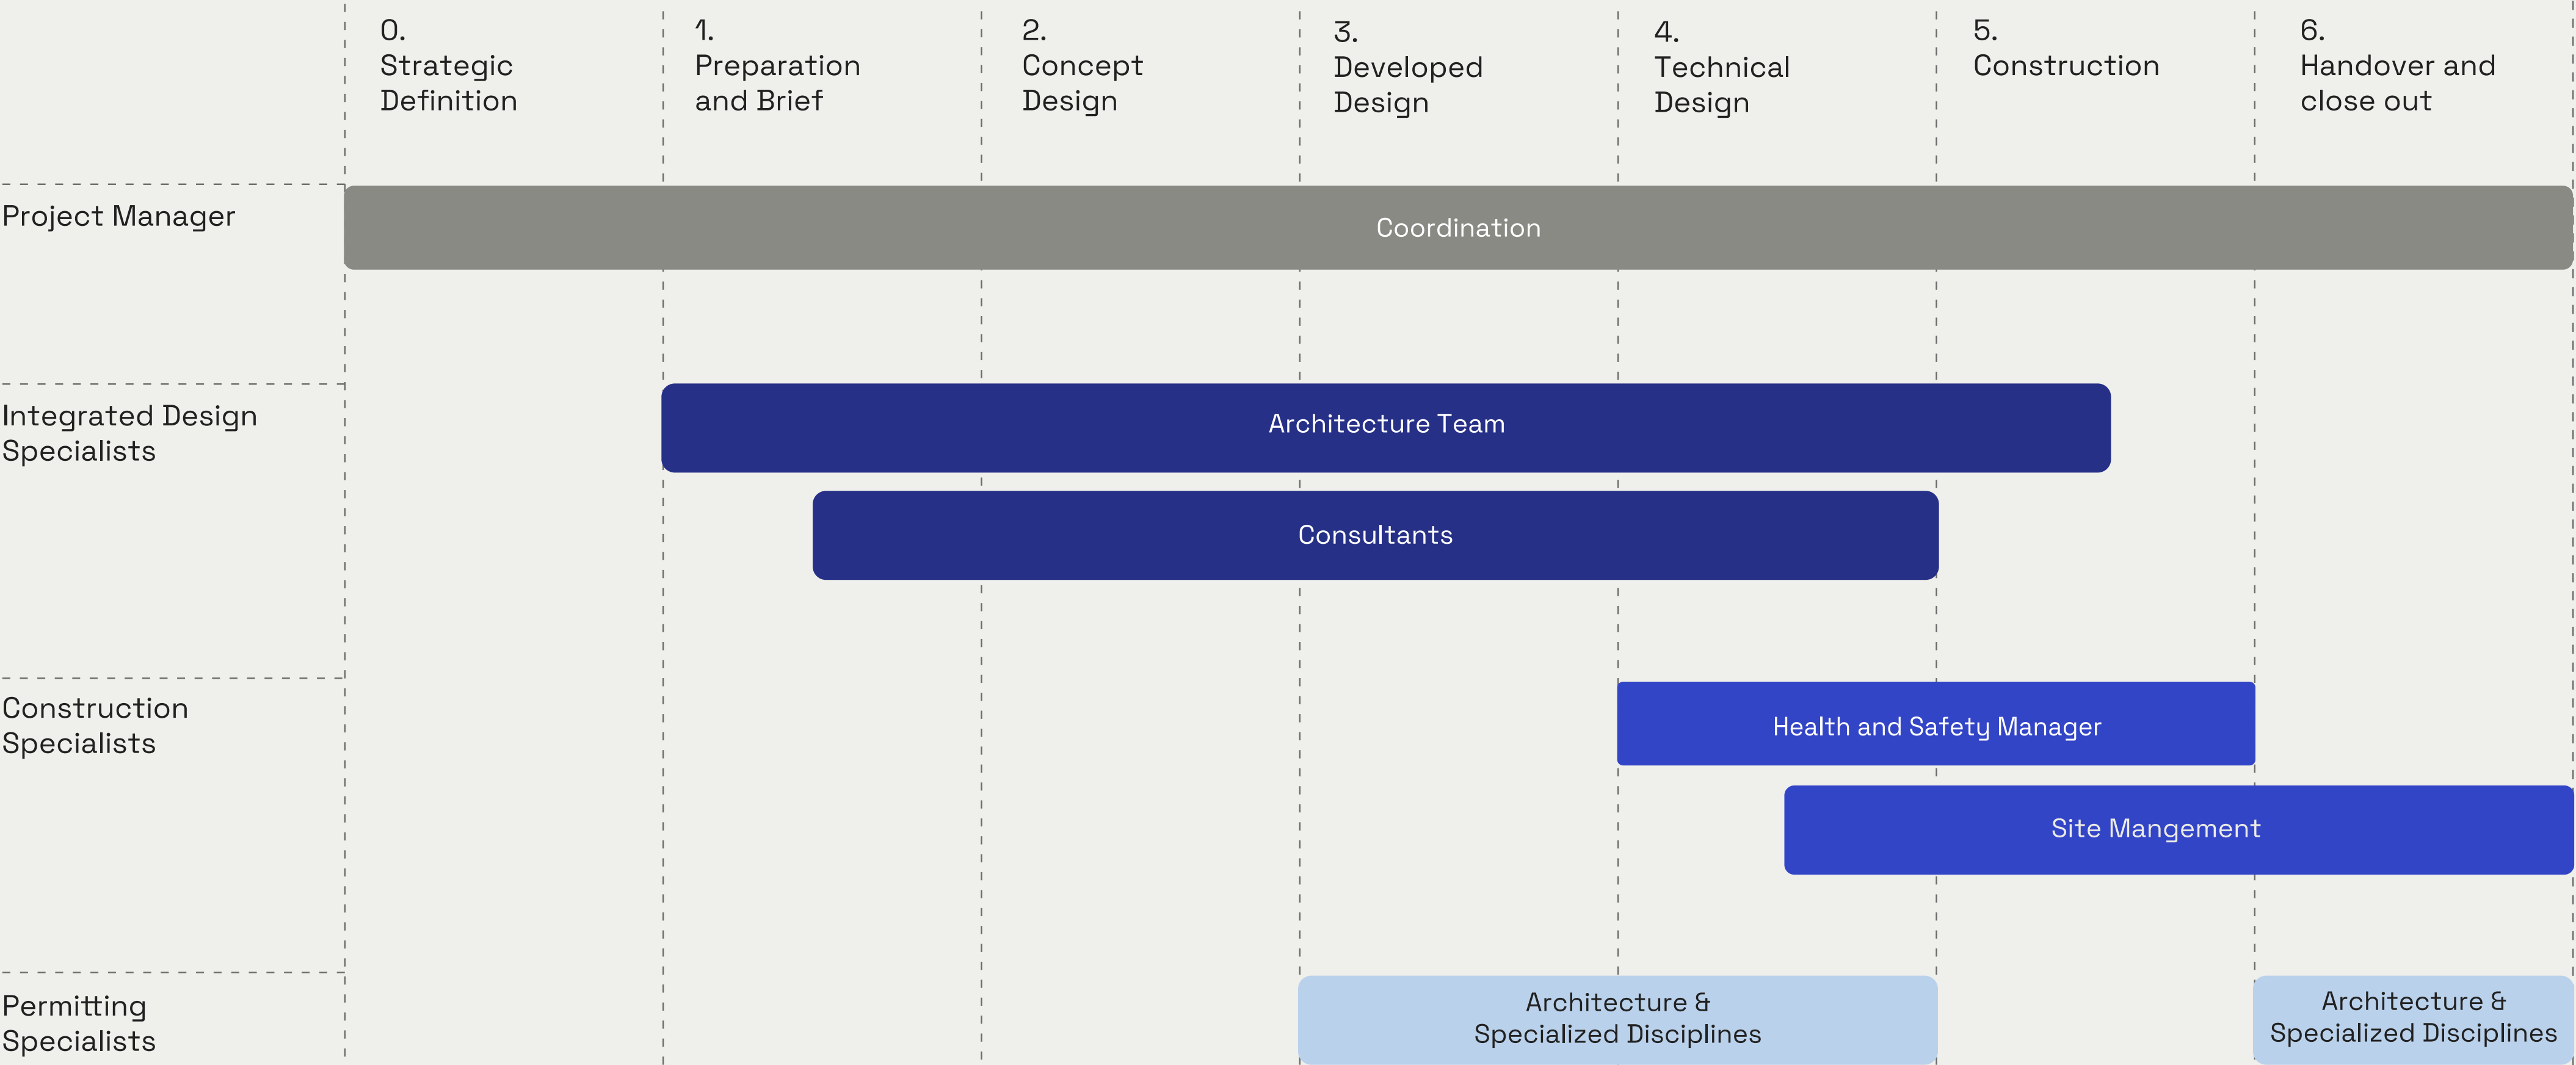 0.
Strategic
Definition
1.
Preparation
and Brief
2.
Concept
Design
3.
Developed
Design
4.
Technical
Design
5.
Construction
6.
Handover and
close out
Project Manager
Coordination
Integrated Design
Specialists
Architecture Team
Consultants
Construction
Specialists
Health and Safety Manager
Site Mangement
Permitting
Specialists
Architecture &
Specialized Disciplines
Architecture &
Specialized Disciplines